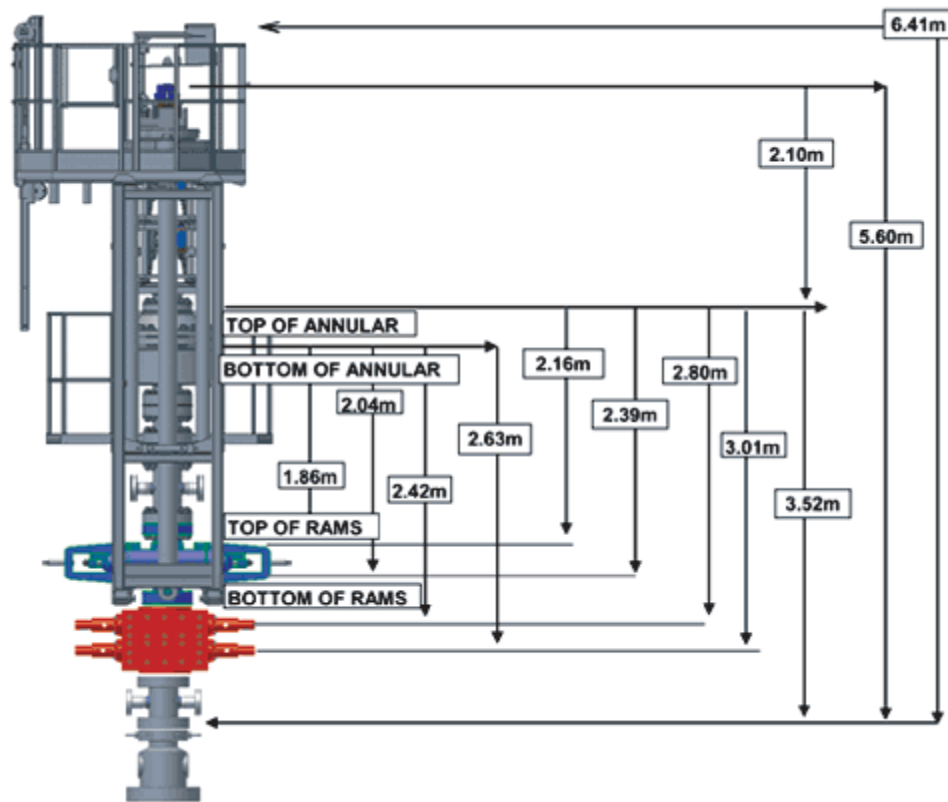 6.41m
2.10m
5.60m
TOP OF ANNULAR
BOTTOM OF ANNULAR
2.16m
2.80m
2.04m
2.39m
2.63m
3.01m
1.86m
2.42m
3.52m
TOP OF RAMS
BOTTOM OF RAMS